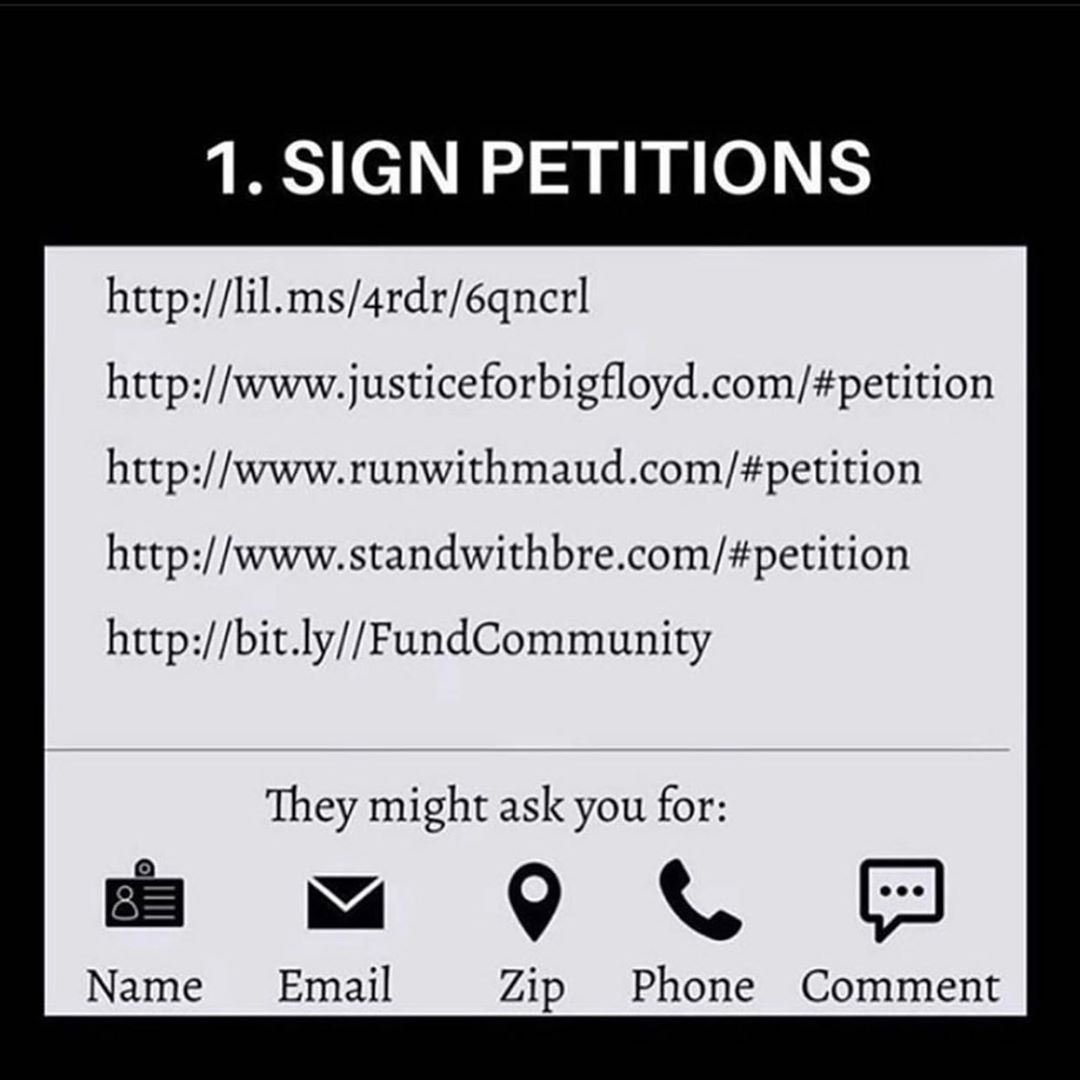 1. SIGN PETITIONS
http://lil.ms/4rdr/6qncrl
http://www.justiceforbigfloyd.com/#petition
http://www.runwithmaud.com/#petition
http://www.standwithbre.com/#petition
http://bit.ly//FundCommunity
They might ask you for:
Name Email Zip Phone Comment